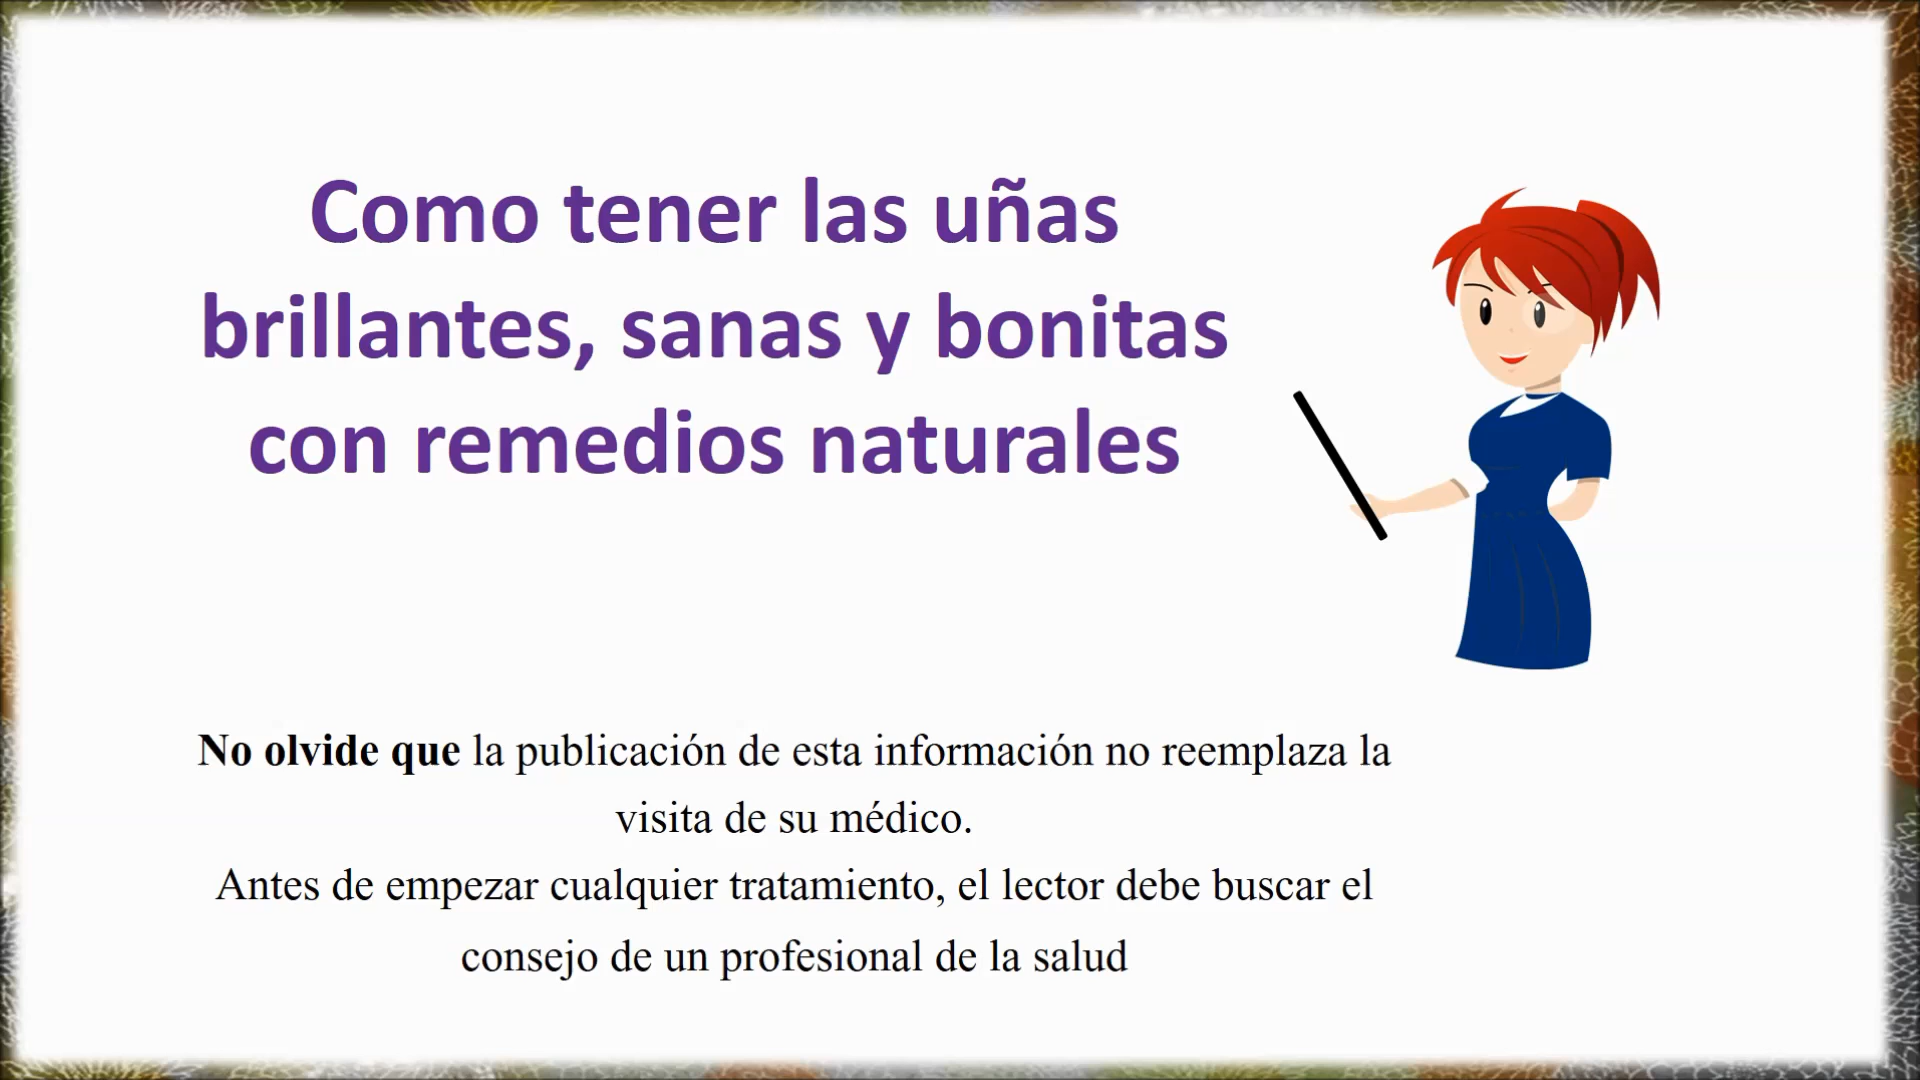 Como tener las uñas
brillantes, sanas y bonitas
con remedios naturales
No olvide que la publicación de esta información no reemplaza la
visita de su médico.
Antes de empezar cualquier tratamiento, el lector debe buscar el
consejo de un profesional de la salud